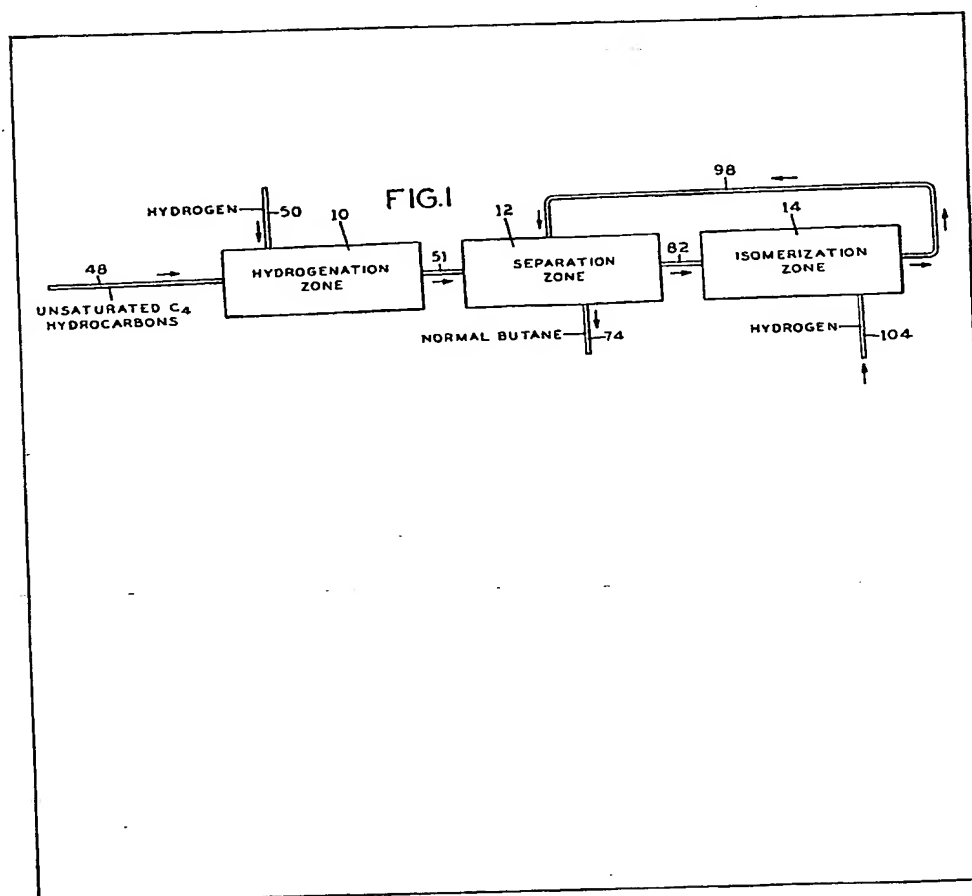 FIG.1
98
HYDROGEN
50
10
12
14
48
HYDROGENATION
ZONE
51
SEPARATION
ZONE
82
ISOMERIZATION
ZONE
UNSATURATED C4
HYDROCARBONS
NORMAL BUTANE
74
HYDROGEN
104